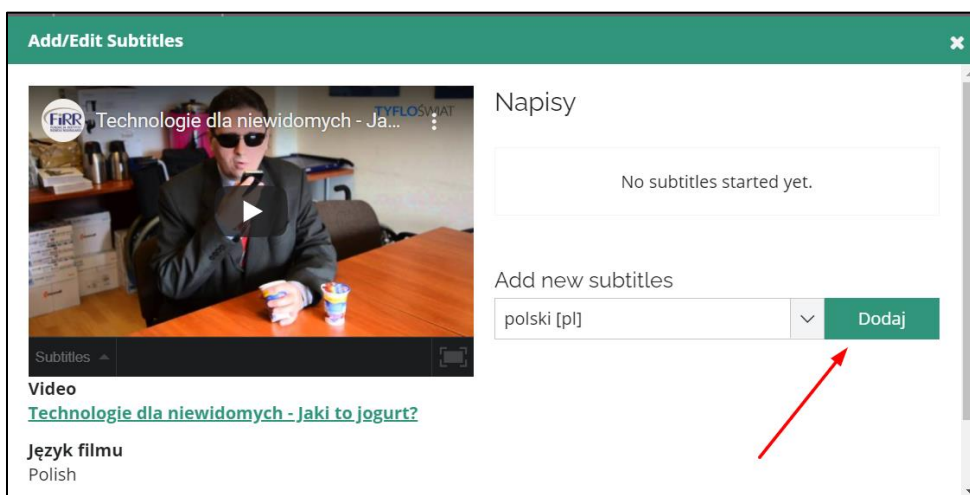 Add/Edit Subtitles
FIRR
Technologie dla niewidomych - Ja...
TYFLOŚWIAT
Subtitles
Video
Technologie dla niewidomych - Jaki to jogurt?
Język filmu
Polish
Napisy
No subtitles started yet.
Add new subtitles
polski [pl]
Dodaj